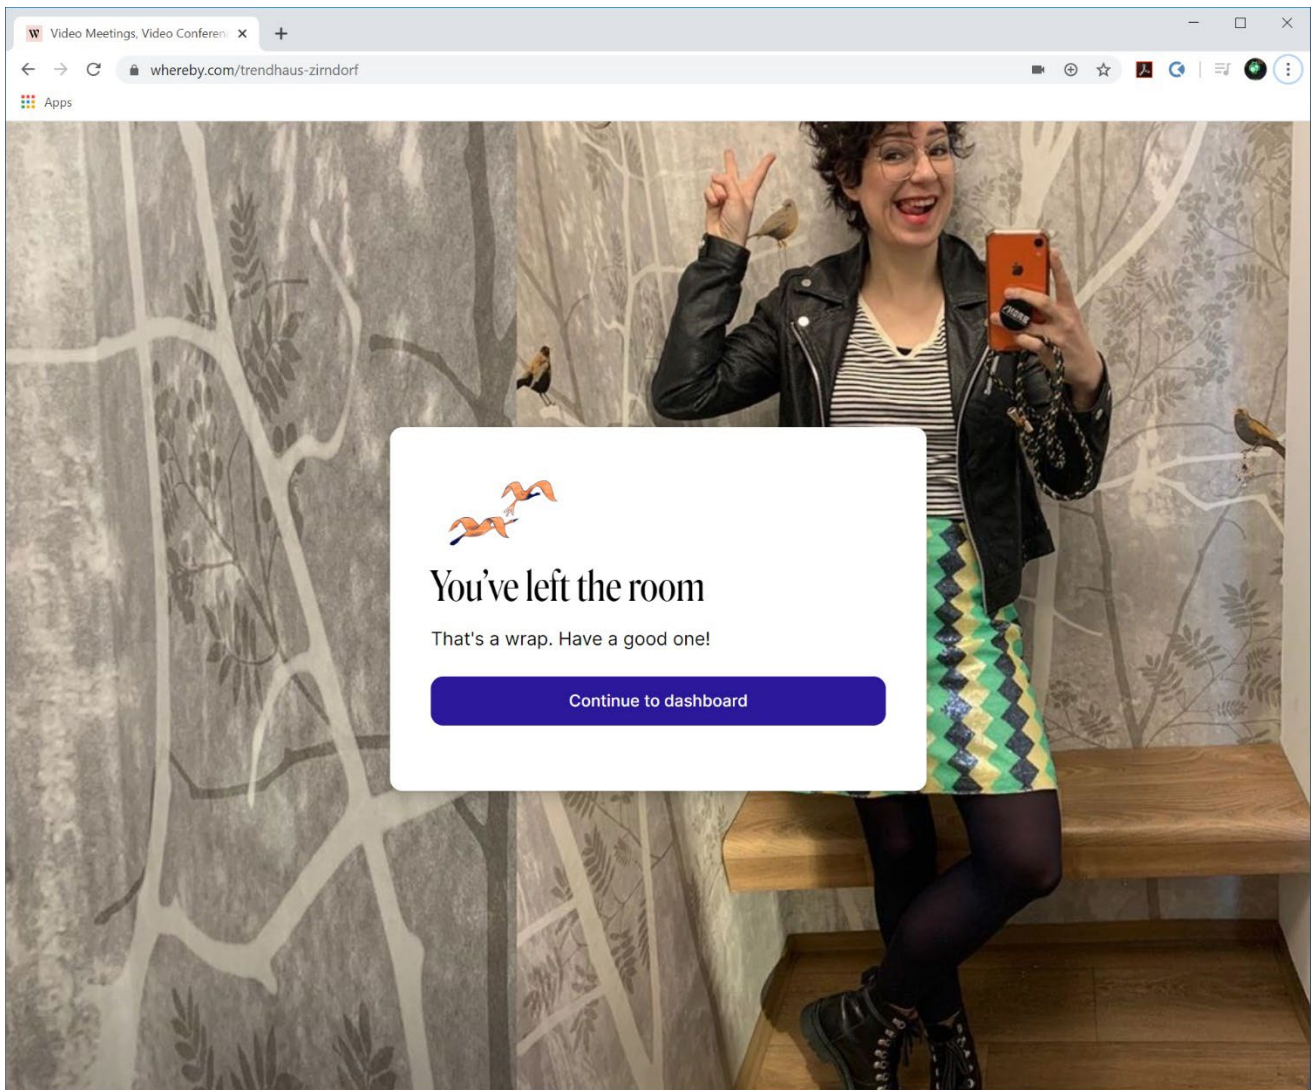 W Video Meetings, Video Conferen
whereby.com/trendhaus-zirndorf
Apps
You've left the room
That's a wrap. Have a good one!
Continue to dashboard